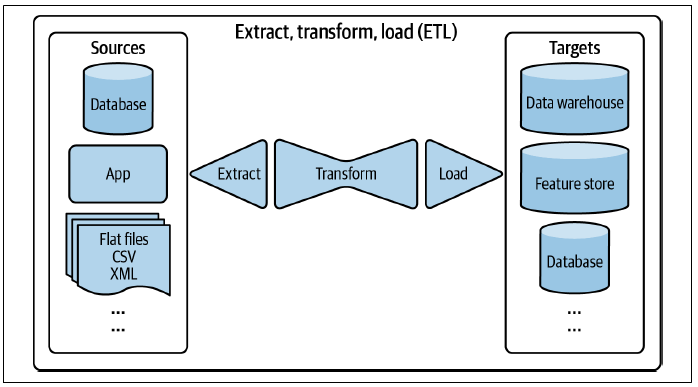 Extract, transform, load (ETL)
Sources
Database
App
Flat files
CSV
XML
...
...
Extract
Transform
Load
Targets
Data warehouse
Feature store
Database
...
...